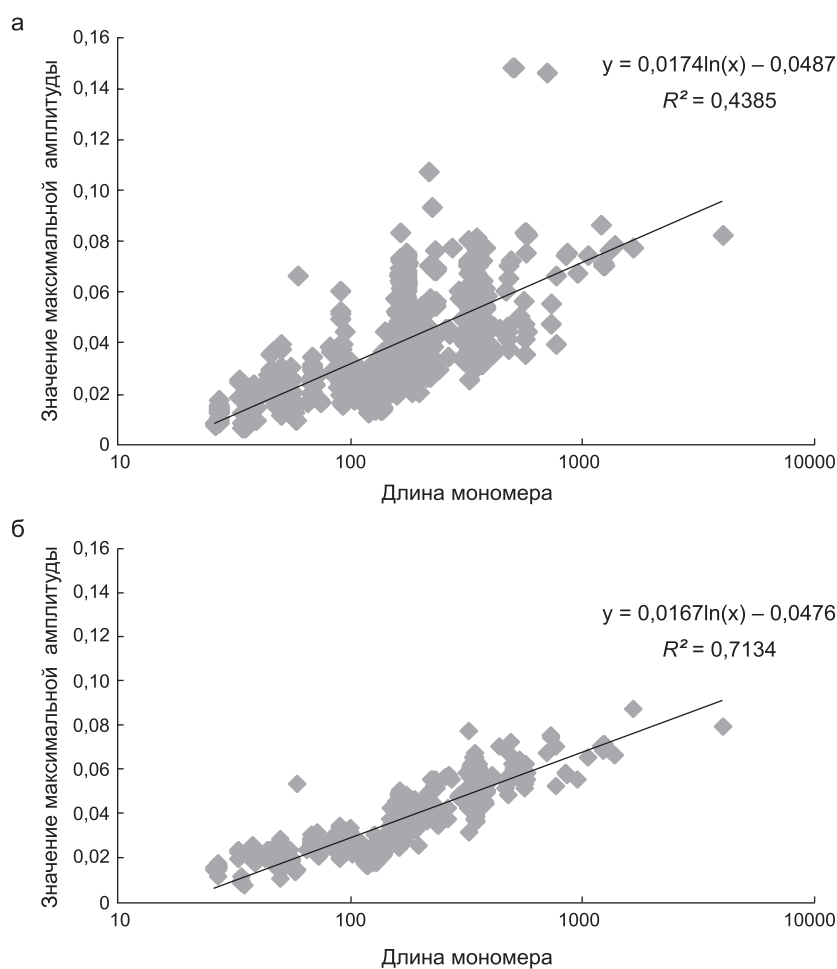 а
Значение максимальной амплитуды
0,16
0,14
0,12
0,10
0,08
0,06
0,04
0,02
0
y = 0,0174ln(x) – 0,0487
R² = 0,4385
10
100
1000
10000
Длина мономера
б
Значение максимальной амплитуды
0,16
0,14
0,12
0,10
0,08
0,06
0,04
0,02
0
y = 0,0167ln(x) – 0,0476
R² = 0,7134
10
100
1000
10000
Длина мономера